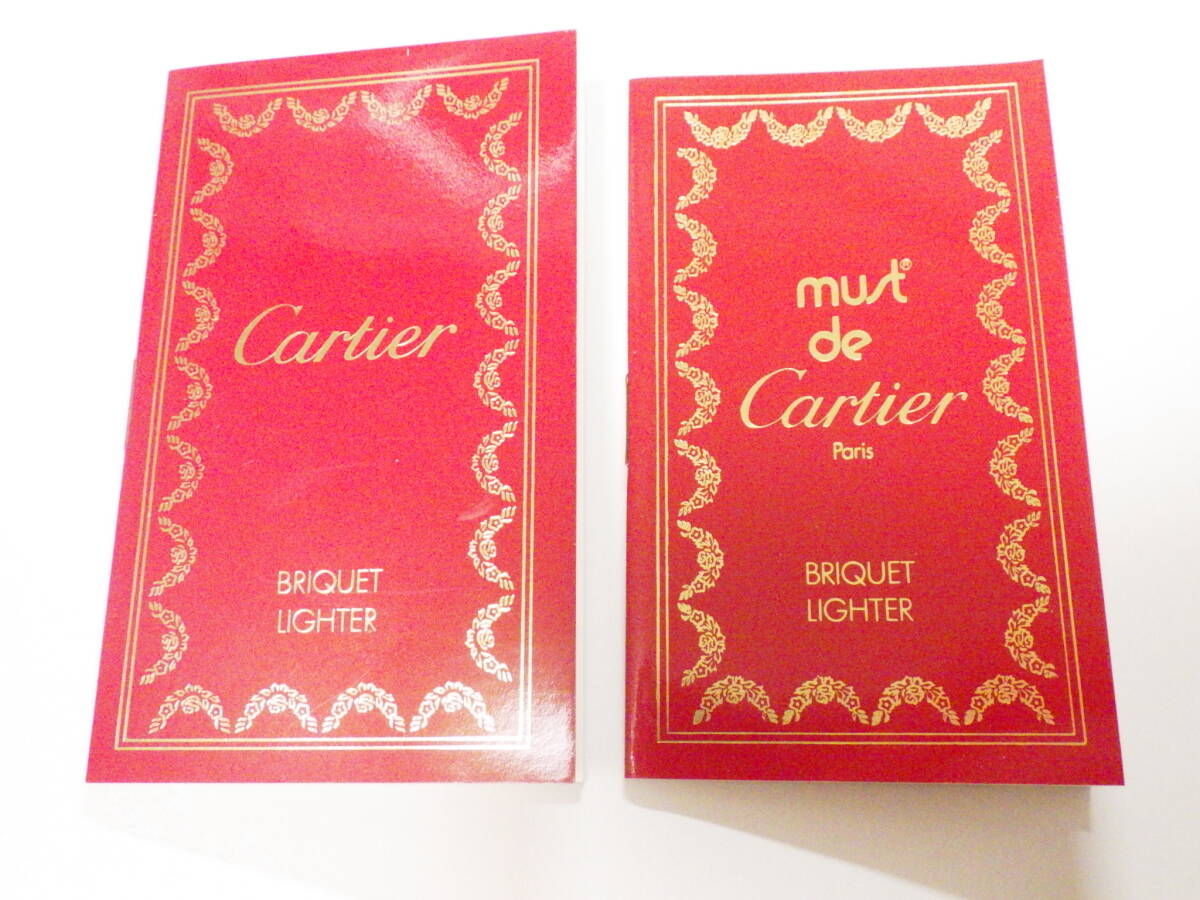 Cartier
BRIQUET
LIGHTER
must®
de
Cartier
Paris
BRIQUET
LIGHTER